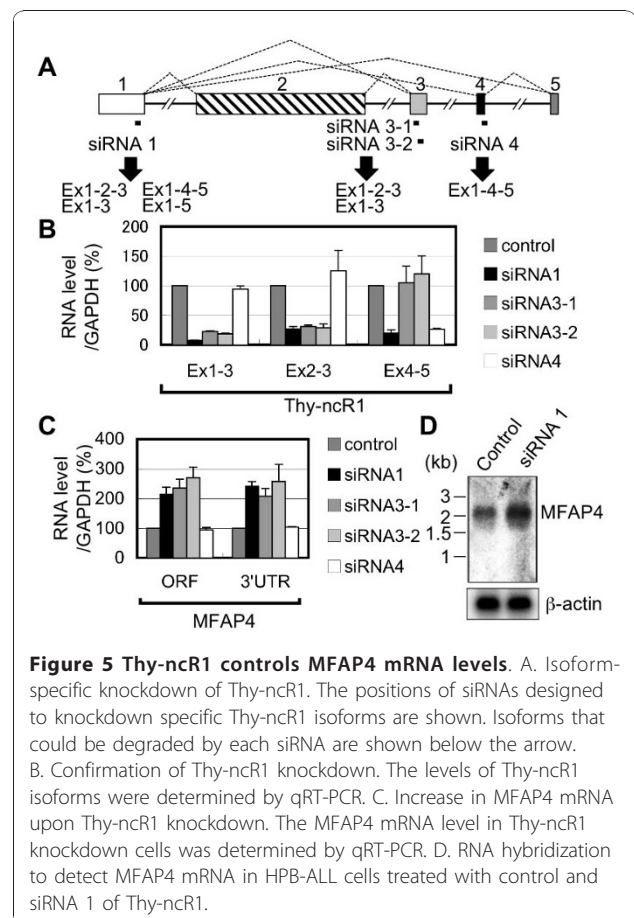 A
1 2 3 4 5
siRNA 1
siRNA 3-1
siRNA 3-2
siRNA 4
Ex1-2-3 Ex1-4-5
Ex1-3 Ex1-5
Ex1-2-3
Ex1-3
Ex1-4-5
B
RNA level
/GAPDH (%)
200
150
100
50
0
Ex1-3 Ex2-3 Ex4-5
Thy-ncR1
control
siRNA1
siRNA3-1
siRNA3-2
siRNA4
C
RNA level
/GAPDH (%)
400
300
200
100
0
ORF 3'UTR
MFAP4
control
siRNA1
siRNA3-1
siRNA3-2
siRNA4
D
Control
siRNA 1
(kb)
3
2
1.5
1
MFAP4
β-actin
Figure 5 Thy-ncR1 controls MFAP4 mRNA levels. A. Isoform-
specific knockdown of Thy-ncR1. The positions of siRNAs designed
to knockdown specific Thy-ncR1 isoforms are shown. Isoforms that
could be degraded by each siRNA are shown below the arrow.
B. Confirmation of Thy-ncR1 knockdown. The levels of Thy-ncR1
isoforms were determined by qRT-PCR. C. Increase in MFAP4 mRNA
upon Thy-ncR1 knockdown. The MFAP4 mRNA level in Thy-ncR1
knockdown cells was determined by qRT-PCR. D. RNA hybridization
to detect MFAP4 mRNA in HPB-ALL cells treated with control and
siRNA 1 of Thy-ncR1.